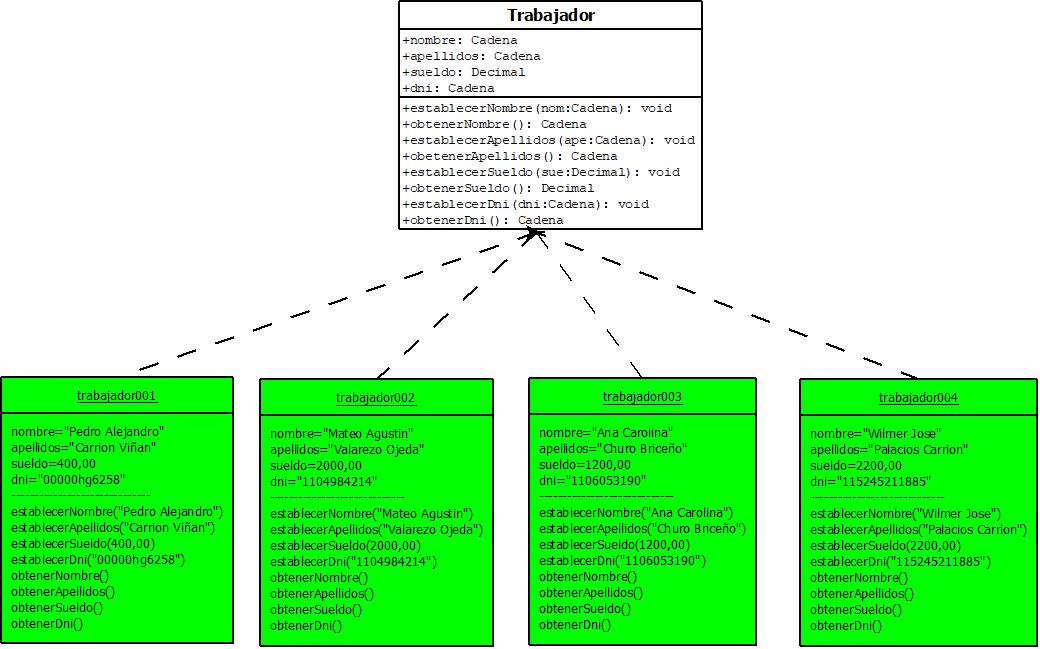 Trabajador
+nombre: Cadena
+apellidos: Cadena
+sueldo: Decimal
+dni: Cadena
+establecerNombre(nom:Cadena): void
+obtenerNombre(): Cadena
+establecerApellidos(ape:Cadena): void
+obetenerApellidos(): Cadena
+establecerSueldo(sue:Decimal): void
+obtenerSueldo(): Decimal
+establecerDni(dni:Cadena): void
+obtenerDni(): Cadena
trabajador001
nombre="Pedro Alejandro"
apellidos="Carrion Viñan"
sueldo=400,00
dni="00000hg6258"
------------------------------
establecerNombre("Pedro Alejandro")
establecerApellidos("Carrion Viñan")
establecerSueldo(400,00)
establecerDni("00000hg6258")
obtenerNombre()
obtenerApellidos()
obtenerSueldo()
obtenerDni()
trabajador002
nombre="Mateo Agustin"
apellidos="Valarezo Ojeda"
sueldo=2000,00
dni="1104984214"
-----------------------------
establecerNombre("Mateo Agustin")
establecerApellidos("Valarezo Ojeda")
establecerSueldo(2000,00)
establecerDni("1104984214")
obtenerNombre()
obtenerApellidos()
obtenerSueldo()
obtenerDni()
trabajador003
nombre="Ana Carolina"
apellidos="Churo Briceño"
sueldo=1200,00
dni="1106053190"
-----------------------------
establecerNombre("Ana Carolina")
establecerApellidos("Churo Briceño")
establecerSueldo(1200,00)
establecerDni("1106053190")
obtenerNombre()
obtenerApellidos()
obtenerSueldo()
obtenerDni()
trabajador004
nombre="Wilmer Jose"
apellidos="Palacios Carrion"
sueldo=2200,00
dni="115245211885"
-----------------------------
establecerNombre("Wilmer Jose")
establecerApellidos("Palacios Carrion")
establecerSueldo(2200,00)
establecerDni("115245211885")
obtenerNombre()
obtenerApellidos()
obtenerSueldo()
obtenerDni()